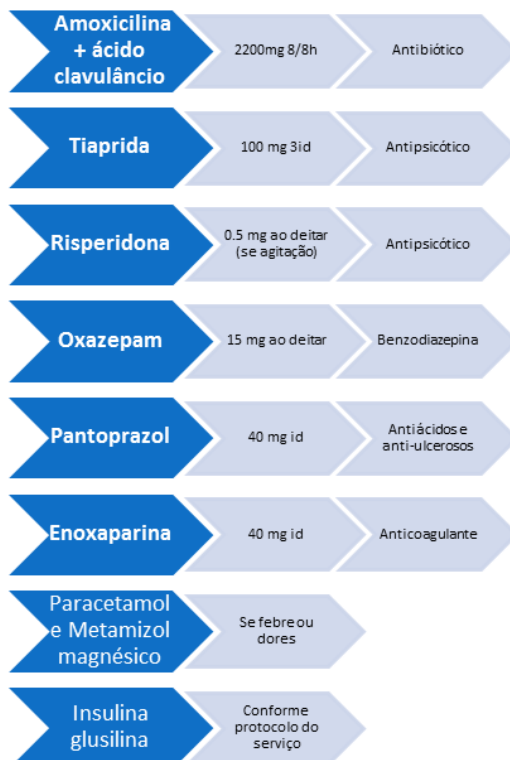 Amoxicilina
+ ácido
clavulâncio
2200mg 8/8h
Antibiótico
Tiaprida
100 mg 3id
Antipsicótico
Risperidona
0.5 mg ao deitar
(se agitação)
Antipsicótico
Oxazepam
15 mg ao deitar
Benzodiazepina
Pantoprazol
40 mg id
Antiácidos e
anti-ulcerosos
Enoxaparina
40 mg id
Anticoagulante
Paracetamol
e Metamizol
magnésico
Se febre ou
dores
Insulina
glusilina
Conforme
protocolo do
serviço